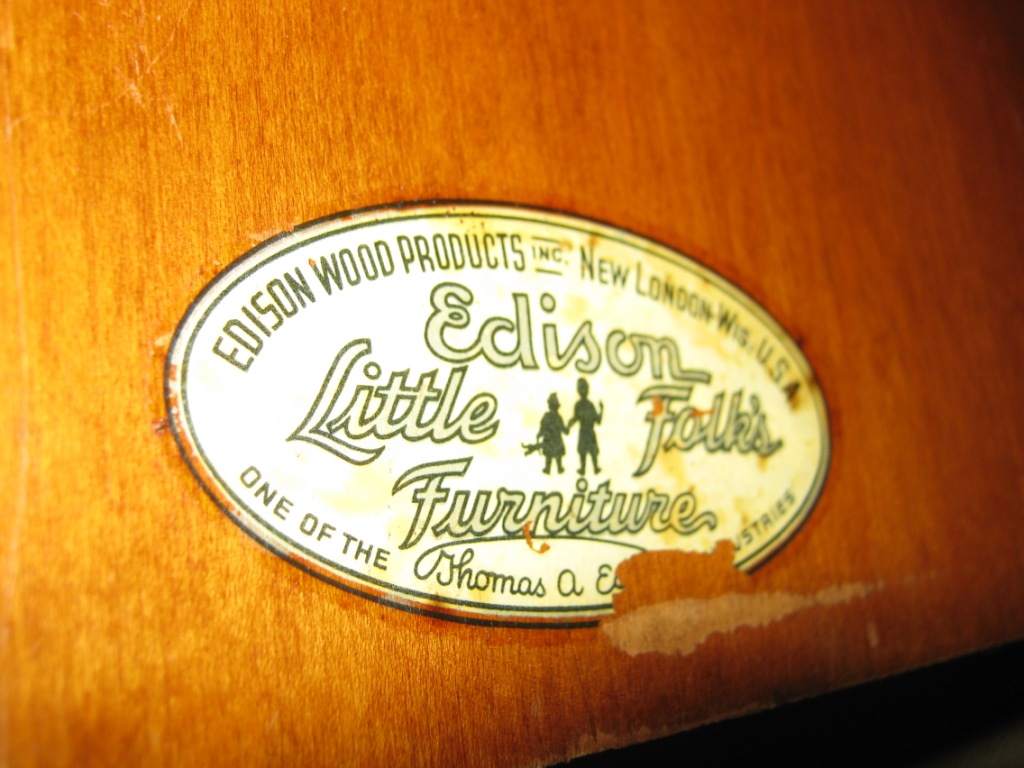 EDISON WOOD PRODUCTS INC. NEW LONDON WIS. U.S.A.
Edison
Little Folk's
Furniture
ONE OF THE Thomas A